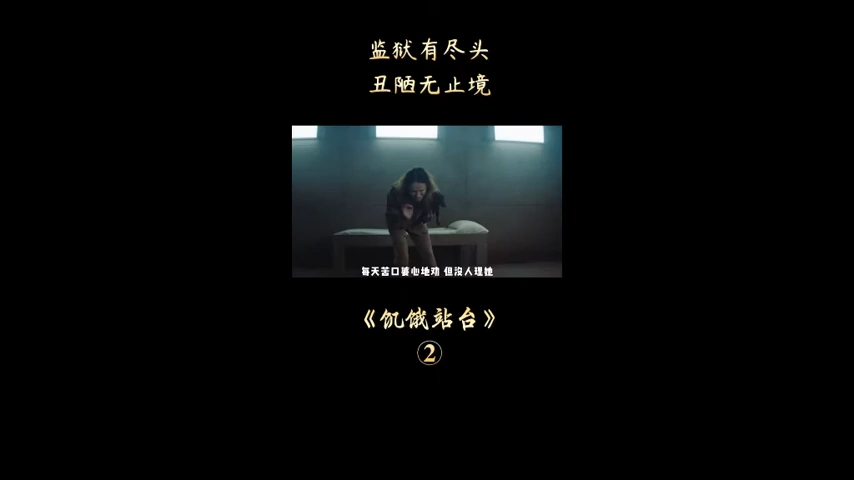 监狱有尽头
丑陋无止境
每天苦口婆心地劝 但没人理她
《饥饿站台》
②